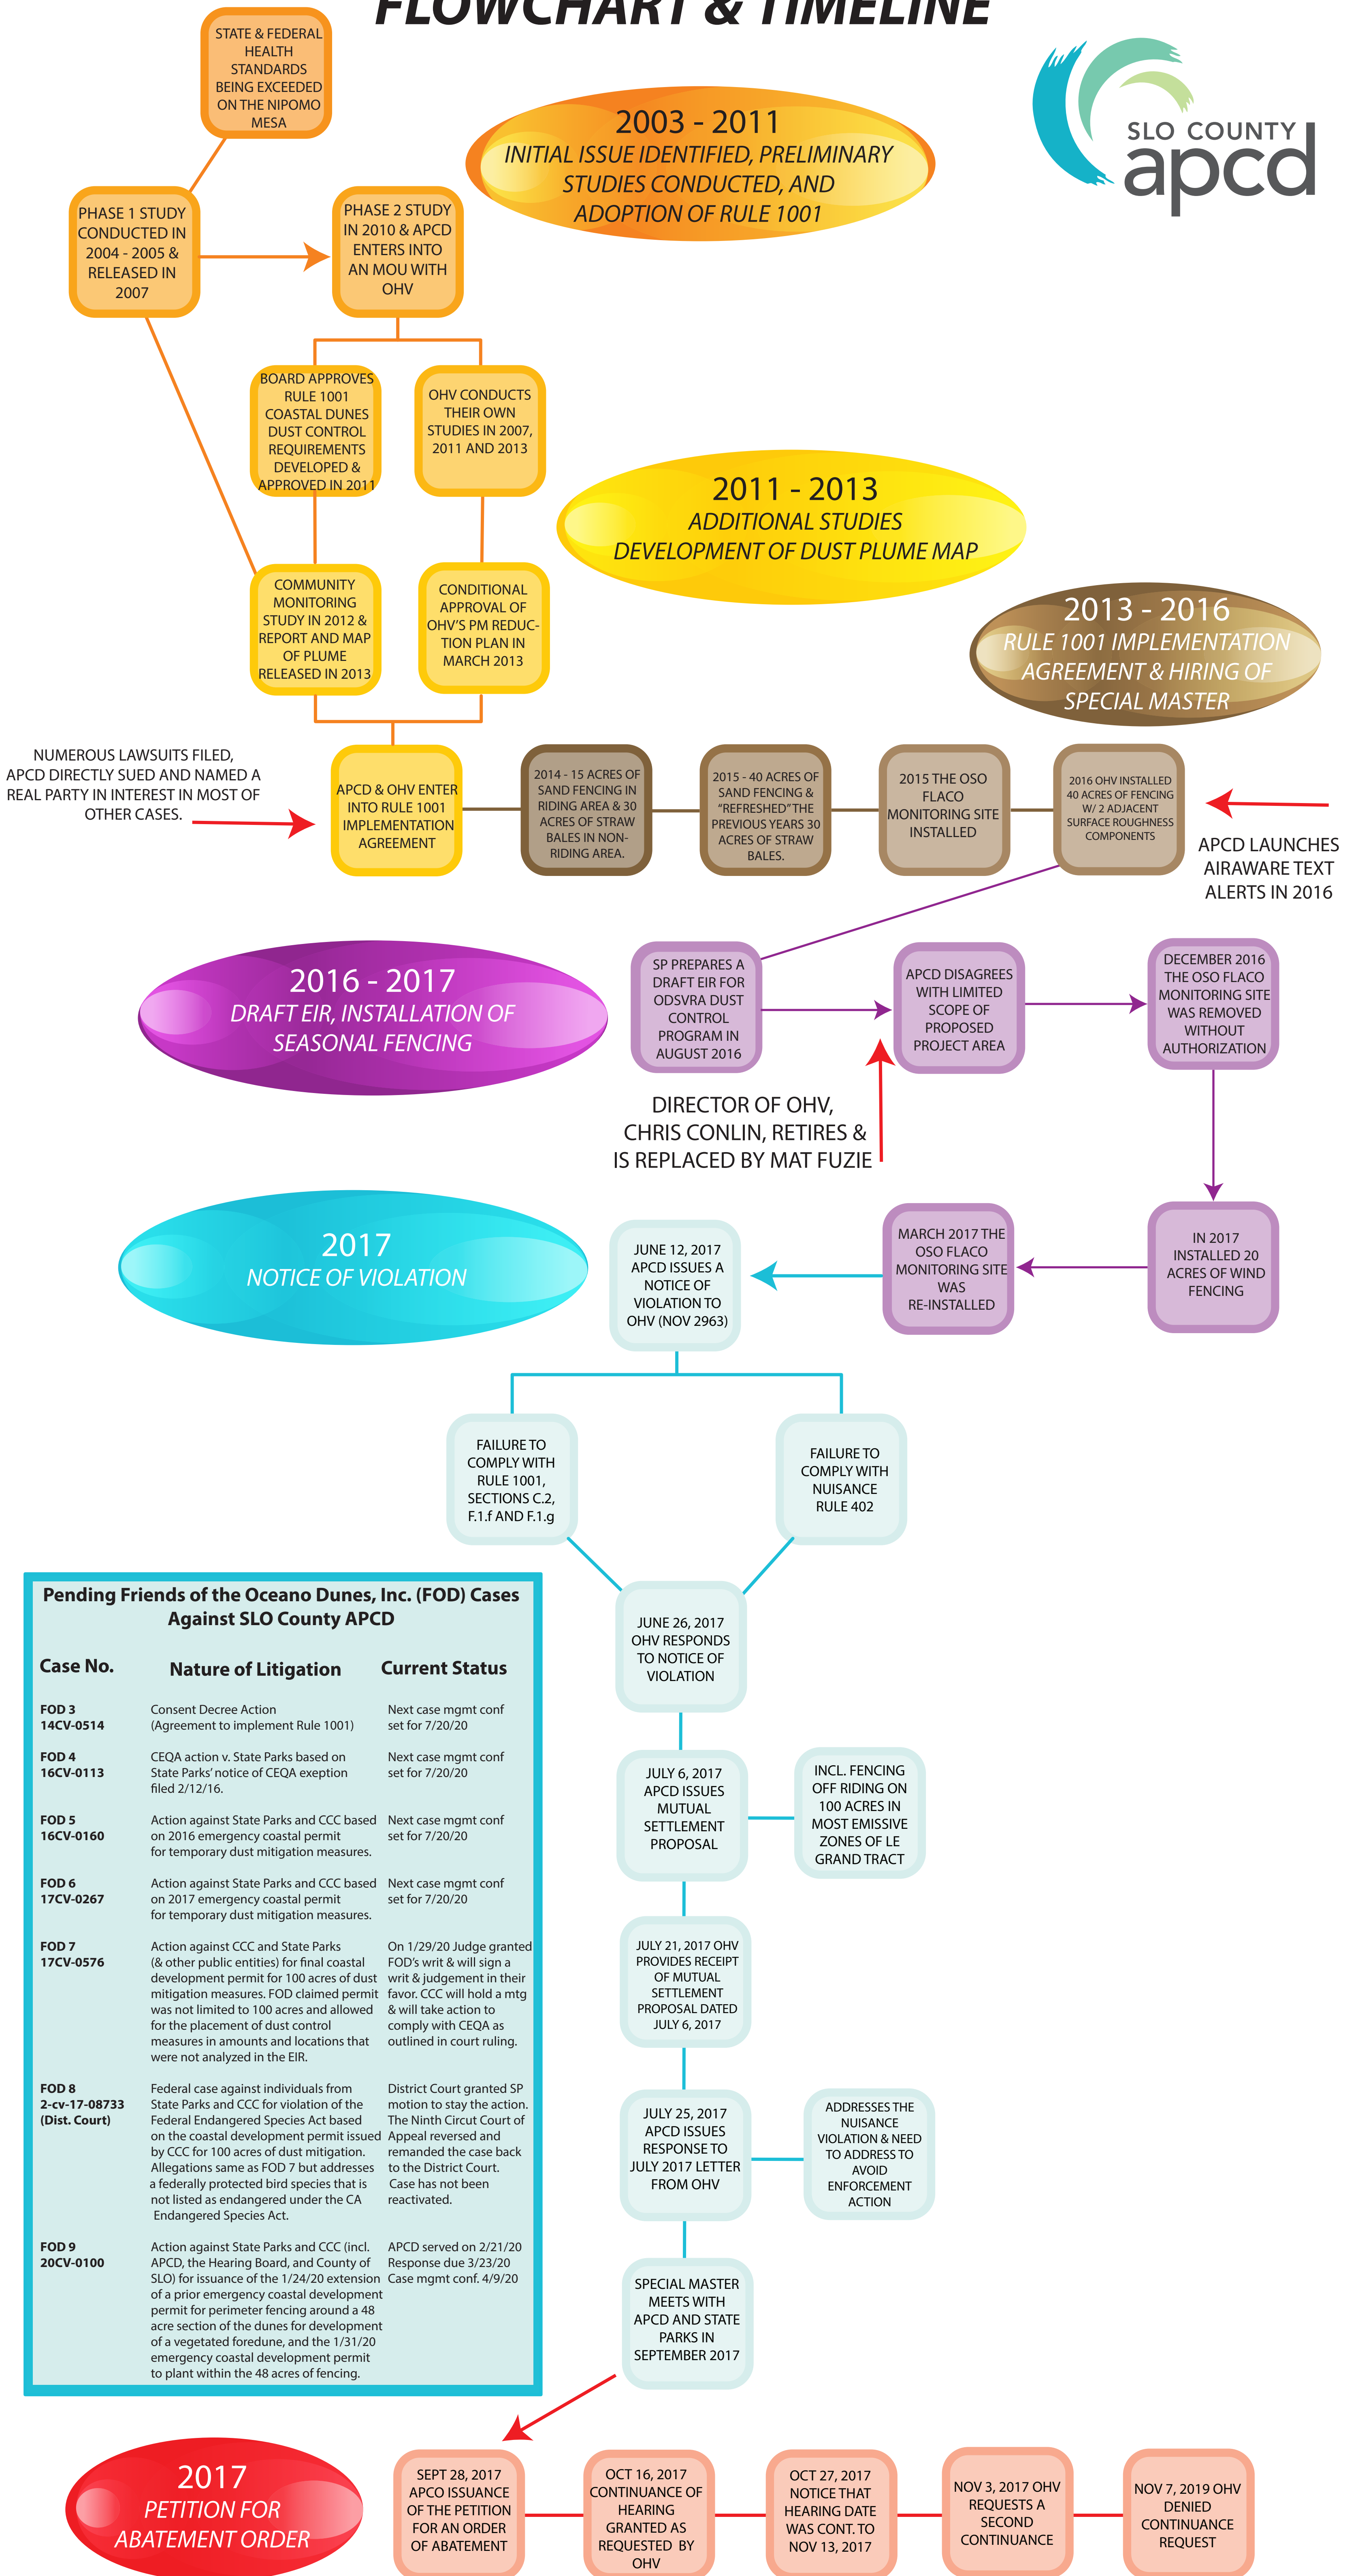 FLOWCHART & TIMELINE
STATE & FEDERAL
HEALTH
STANDARDS
BEING EXCEEDED
ON THE NIPOMO
MESA
2003 - 2011
INITIAL ISSUE IDENTIFIED, PRELIMINARY
STUDIES CONDUCTED, AND
ADOPTION OF RULE 1001
SLO COUNTY
apcd
PHASE 1 STUDY
CONDUCTED IN
2004 - 2005 &
RELEASED IN
2007
PHASE 2 STUDY
IN 2010 & APCD
ENTERS INTO
AN MOU WITH
OHV
BOARD APPROVES
RULE 1001
COASTAL DUNES
DUST CONTROL
REQUIREMENTS
DEVELOPED &
APPROVED IN 2011
OHV CONDUCTS
THEIR OWN
STUDIES IN 2007,
2011 AND 2013
2011 - 2013
ADDITIONAL STUDIES
DEVELOPMENT OF DUST PLUME MAP
COMMUNITY
MONITORING
STUDY IN 2012 &
REPORT AND MAP
OF PLUME
RELEASED IN 2013
CONDITIONAL
APPROVAL OF
OHV'S PM REDUC-
TION PLAN IN
MARCH 2013
2013 - 2016
RULE 1001 IMPLEMENTATION
AGREEMENT & HIRING OF
SPECIAL MASTER
NUMEROUS LAWSUITS FILED,
APCD DIRECTLY SUED AND NAMED A
REAL PARTY IN INTEREST IN MOST OF
OTHER CASES.
APCD & OHV ENTER
INTO RULE 1001
IMPLEMENTATION
AGREEMENT
2014 - 15 ACRES OF
SAND FENCING IN
RIDING AREA & 30
ACRES OF STRAW
BALES IN NON-
RIDING AREA.
2015 - 40 ACRES OF
SAND FENCING &
"REFRESHED" THE
PREVIOUS YEARS 30
ACRES OF STRAW
BALES.
2015 THE OSO
FLACO
MONITORING SITE
INSTALLED
2016 OHV INSTALLED
40 ACRES OF FENCING
W/ 2 ADJACENT
SURFACE ROUGHNESS
COMPONENTS
APCD LAUNCHES
AIRAWARE TEXT
ALERTS IN 2016
2016 - 2017
DRAFT EIR, INSTALLATION OF
SEASONAL FENCING
SP PREPARES A
DRAFT EIR FOR
ODSVRA DUST
CONTROL
PROGRAM IN
AUGUST 2016
APCD DISAGREES
WITH LIMITED
SCOPE OF
PROPOSED
PROJECT AREA
DECEMBER 2016
THE OSO FLACO
MONITORING SITE
WAS REMOVED
WITHOUT
AUTHORIZATION
DIRECTOR OF OHV,
CHRIS CONLIN, RETIRES &
IS REPLACED BY MAT FUZIE
2017
NOTICE OF VIOLATION
JUNE 12, 2017
APCD ISSUES A
NOTICE OF
VIOLATION TO
OHV (NOV 2963)
MARCH 2017 THE
OSO FLACO
MONITORING SITE
WAS
RE-INSTALLED
IN 2017
INSTALLED 20
ACRES OF WIND
FENCING
FAILURE TO
COMPLY WITH
RULE 1001,
SECTIONS C.2,
F.1.f AND F.1.g
FAILURE TO
COMPLY WITH
NUISANCE
RULE 402
Pending Friends of the Oceano Dunes, Inc. (FOD) Cases
Against SLO County APCD
Case No. Nature of Litigation Current Status
FOD 3 Consent Decree Action Next case mgmt conf
14CV-0514 (Agreement to implement Rule 1001) set for 7/20/20
FOD 4 CEQA action v. State Parks based on Next case mgmt conf
16CV-0113 State Parks' notice of CEQA exeption set for 7/20/20
filed 2/12/16.
FOD 5 Action against State Parks and CCC based Next case mgmt conf
16CV-0160 on 2016 emergency coastal permit set for 7/20/20
for temporary dust mitigation measures.
FOD 6 Action against State Parks and CCC based Next case mgmt conf
17CV-0267 on 2017 emergency coastal permit set for 7/20/20
for temporary dust mitigation measures.
FOD 7 Action against CCC and State Parks On 1/29/20 Judge granted
17CV-0576 (& other public entities) for final coastal FOD's writ & will sign a
development permit for 100 acres of dust writ & judgement in their
mitigation measures. FOD claimed permit favor. CCC will hold a mtg
was not limited to 100 acres and allowed & will take action to
for the placement of dust control comply with CEQA as
measures in amounts and locations that outlined in court ruling.
were not analyzed in the EIR.
FOD 8 Federal case against individuals from District Court granted SP
2-cv-17-08733 State Parks and CCC for violation of the motion to stay the action.
(Dist. Court) Federal Endangered Species Act based The Ninth Circut Court of
on the coastal development permit issued Appeal reversed and
by CCC for 100 acres of dust mitigation. remanded the case back
Allegations same as FOD 7 but addresses to the District Court.
a federally protected bird species that is Case has not been
not listed as endangered under the CA reactivated.
Endangered Species Act.
FOD 9 Action against State Parks and CCC (incl. APCD served on 2/21/20
20CV-0100 APCD, the Hearing Board, and County of Response due 3/23/20
SLO) for issuance of the 1/24/20 extension Case mgmt conf. 4/9/20
of a prior emergency coastal development
permit for perimeter fencing around a 48
acre section of the dunes for development
of a vegetated foredune, and the 1/31/20
emergency coastal development permit
to plant within the 48 acres of fencing.
JUNE 26, 2017
OHV RESPONDS
TO NOTICE OF
VIOLATION
JULY 6, 2017
APCD ISSUES
MUTUAL
SETTLEMENT
PROPOSAL
INCL. FENCING
OFF RIDING ON
100 ACRES IN
MOST EMISSIVE
ZONES OF LE
GRAND TRACT
JULY 21, 2017 OHV
PROVIDES RECEIPT
OF MUTUAL
SETTLEMENT
PROPOSAL DATED
JULY 6, 2017
JULY 25, 2017
APCD ISSUES
RESPONSE TO
JULY 2017 LETTER
FROM OHV
ADDRESSES THE
NUISANCE
VIOLATION & NEED
TO ADDRESS TO
AVOID
ENFORCEMENT
ACTION
SPECIAL MASTER
MEETS WITH
APCD AND STATE
PARKS IN
SEPTEMBER 2017
2017
PETITION FOR
ABATEMENT ORDER
SEPT 28, 2017
APCO ISSUANCE
OF THE PETITION
FOR AN ORDER
OF ABATEMENT
OCT 16, 2017
CONTINUANCE OF
HEARING
GRANTED AS
REQUESTED BY
OHV
OCT 27, 2017
NOTICE THAT
HEARING DATE
WAS CONT. TO
NOV 13, 2017
NOV 3, 2017 OHV
REQUESTS A
SECOND
CONTINUANCE
NOV 7, 2019 OHV
DENIED
CONTINUANCE
REQUEST